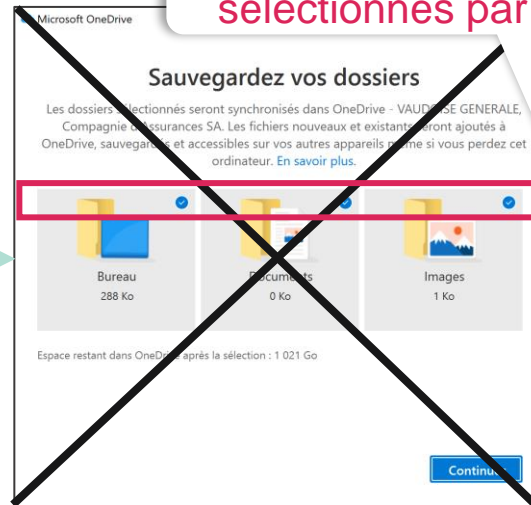 sélectionnés par
Microsoft OneDrive
Sauvegardez vos dossiers
Les dossiers sélectionnés seront synchronisés dans OneDrive - VAUDOISE GENERALE,
Compagnie d'Assurances SA. Les fichiers nouveaux et existants seront ajoutés à
OneDrive, sauvegardés et accessibles sur vos autres appareils même si vous perdez cet
ordinateur. En savoir plus.
Bureau
288 Ko
Documents
0 Ko
Images
1 Ko
Espace restant dans OneDrive après la sélection : 1 021 Go
Continuer